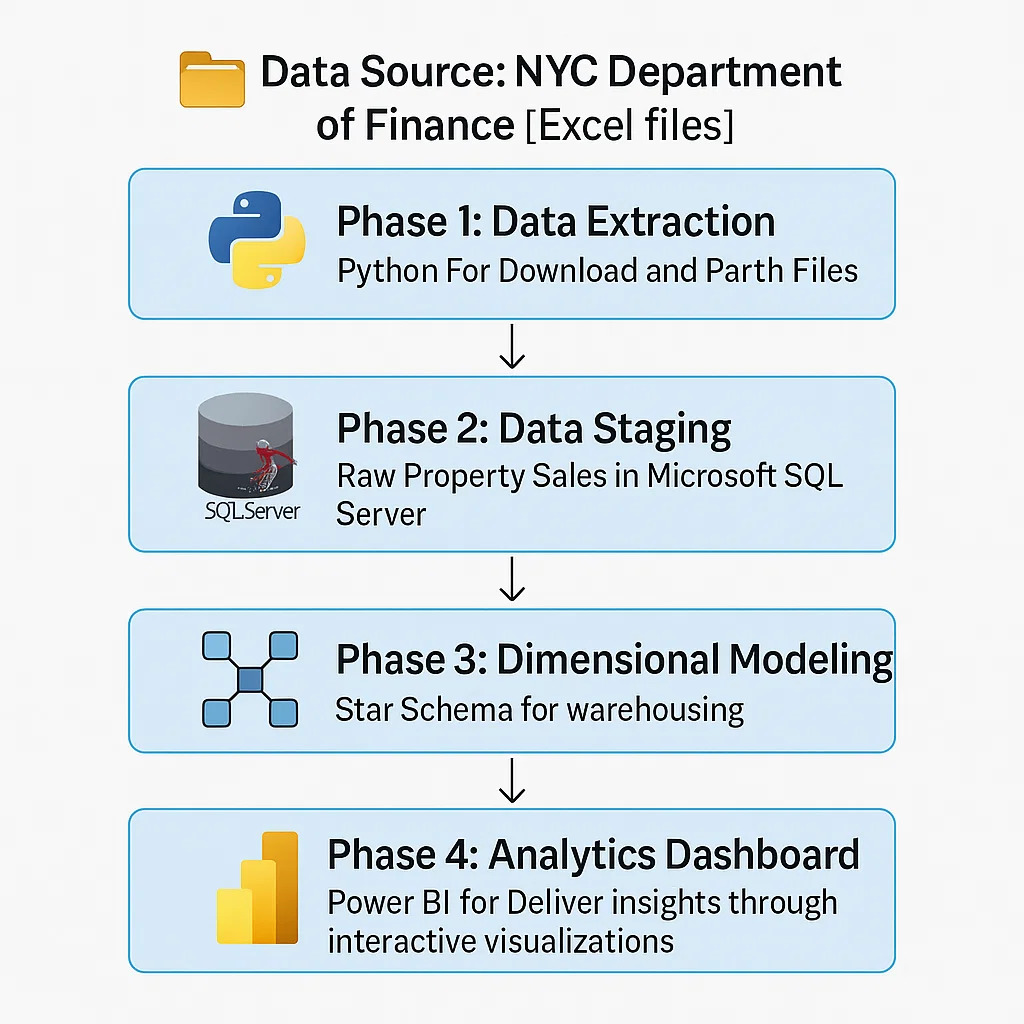 Data Source: NYC Department
of Finance [Excel files]
Phase 1: Data Extraction
Python For Download and Parth Files
Phase 2: Data Staging
Raw Property Sales in Microsoft SQL
Server
SQLServer
Phase 3: Dimensional Modeling
Star Schema for warehousing
Phase 4: Analytics Dashboard
Power BI for Deliver insights through
interactive visualizations